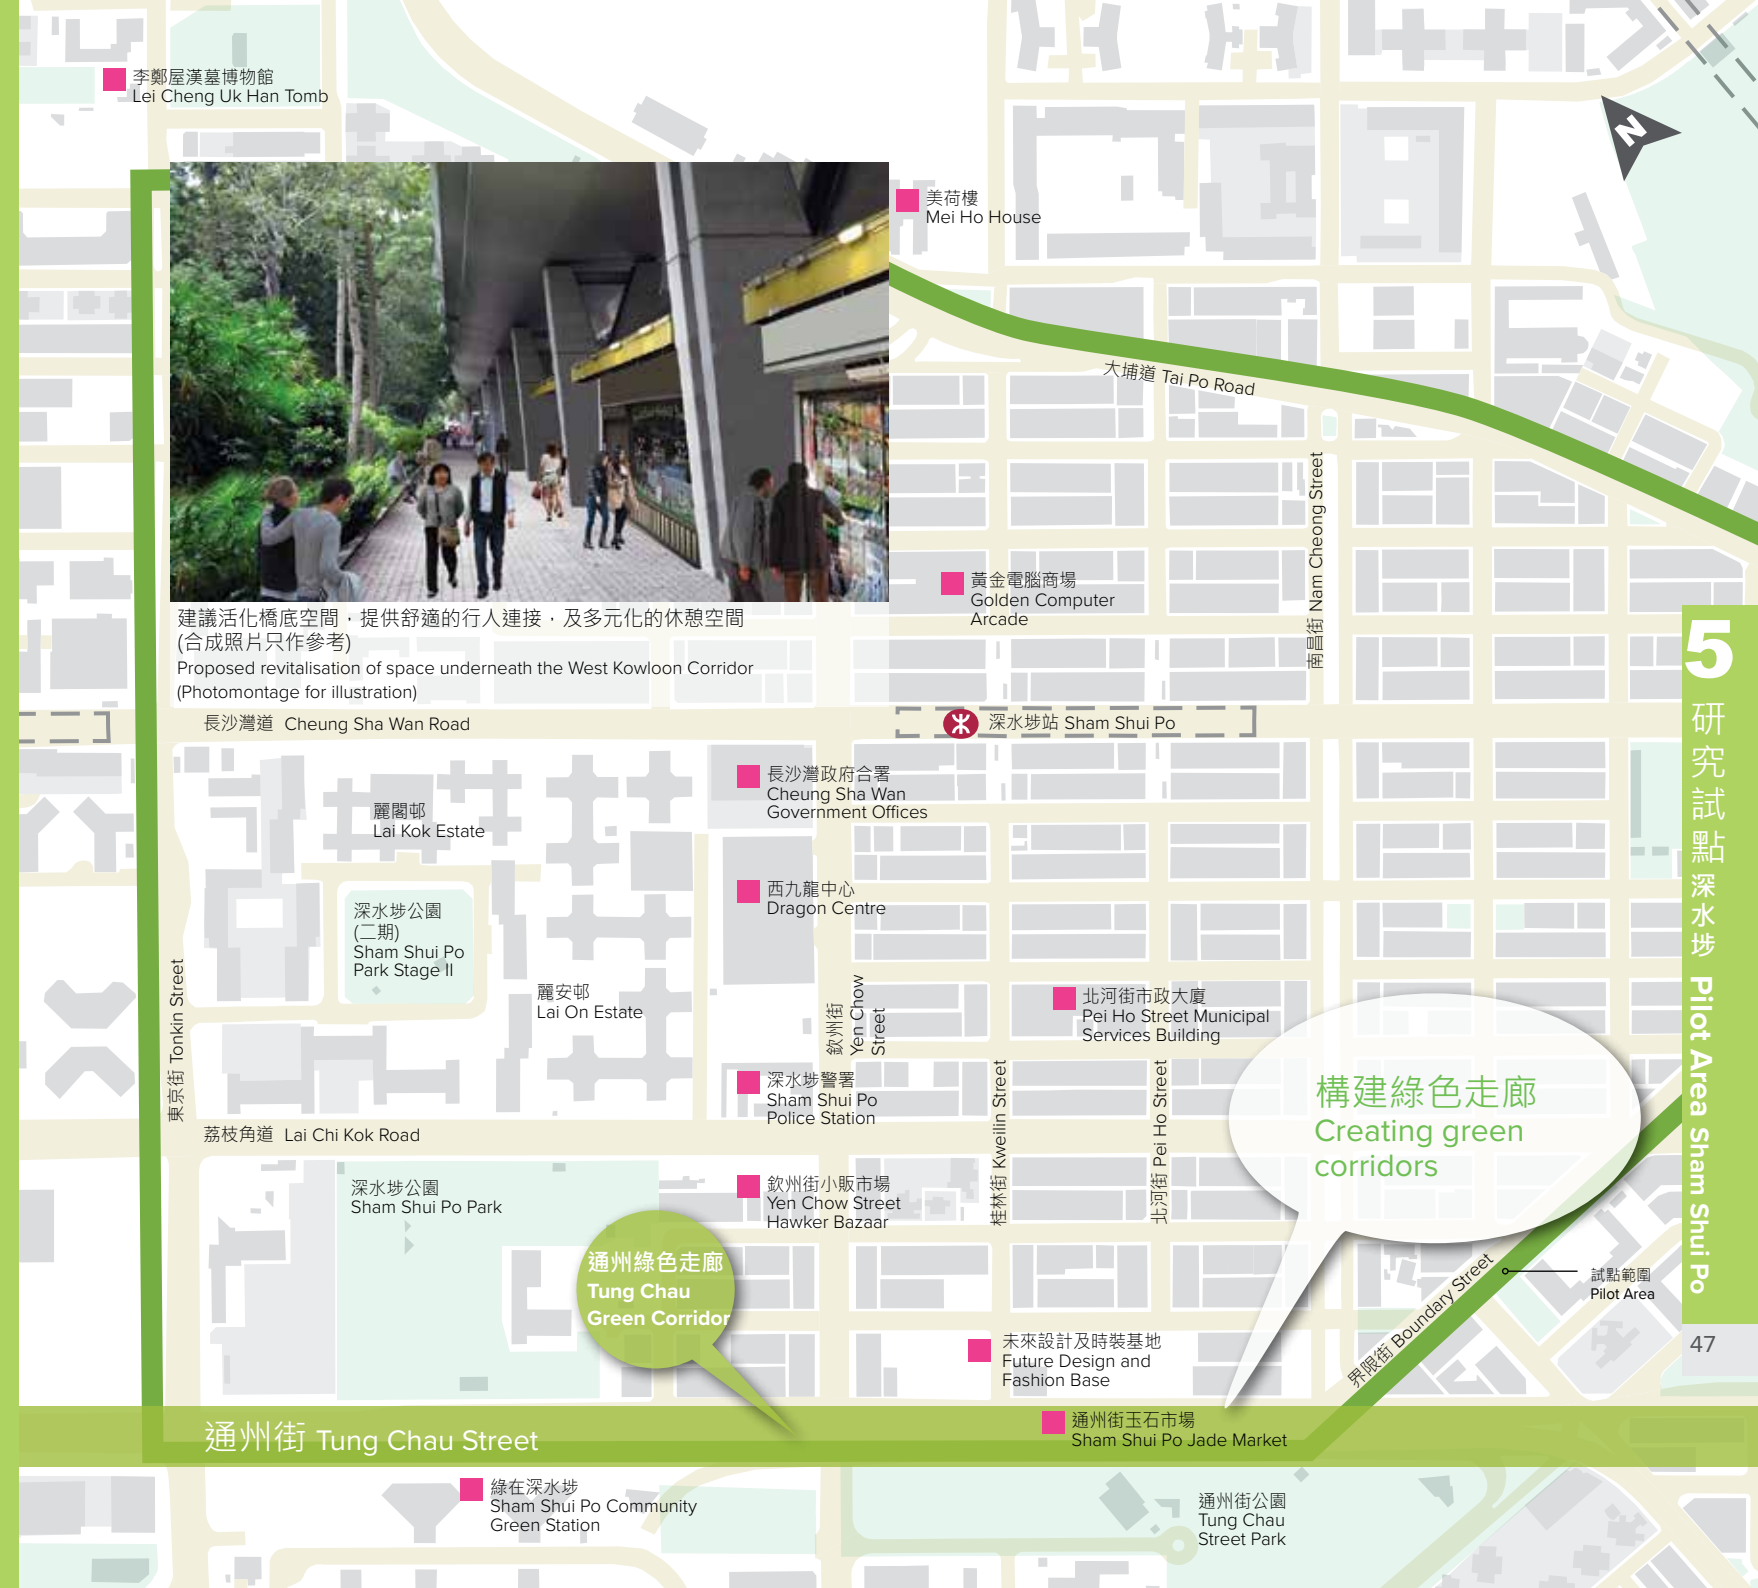 李鄭屋漢墓博物館
Lei Cheng Uk Han Tomb
N
美荷樓
Mei Ho House
大埔道 Tai Po Road
南昌街 Nam Cheong Street
黃金電腦商場
Golden Computer
Arcade
建議活化橋底空間，提供舒適的行人連接，及多元化的休憩空間
(合成照片只作參考)
Proposed revitalisation of space underneath the West Kowloon Corridor
(Photomontage for illustration)
長沙灣道 Cheung Sha Wan Road
深水埗站 Sham Shui Po
長沙灣政府合署
Cheung Sha Wan
Government Offices
麗閣邨
Lai Kok Estate
西九龍中心
Dragon Centre
深水埗公園
(二期)
Sham Shui Po
Park Stage II
麗安邨
Lai On Estate
東京街 Tonkin Street
欽州街
Yen Chow
Street
北河街市政大廈
Pei Ho Street Municipal
Services Building
深水埗警署
Sham Shui Po
Police Station
桂林街 Kweilin Street
北河街 Pei Ho Street
構建綠色走廊
Creating green
corridors
荔枝角道 Lai Chi Kok Road
深水埗公園
Sham Shui Po Park
欽州街小販市場
Yen Chow Street
Hawker Bazaar
通州綠色走廊
Tung Chau
Green Corridor
界限街 Boundary Street
試點範圍
Pilot Area
未來設計及時裝基地
Future Design and
Fashion Base
通州街 Tung Chau Street
通州街玉石市場
Sham Shui Po Jade Market
綠在深水埗
Sham Shui Po Community
Green Station
通州街公園
Tung Chau
Street Park
5
研究試點 深水埗 Pilot Area Sham Shui Po
47